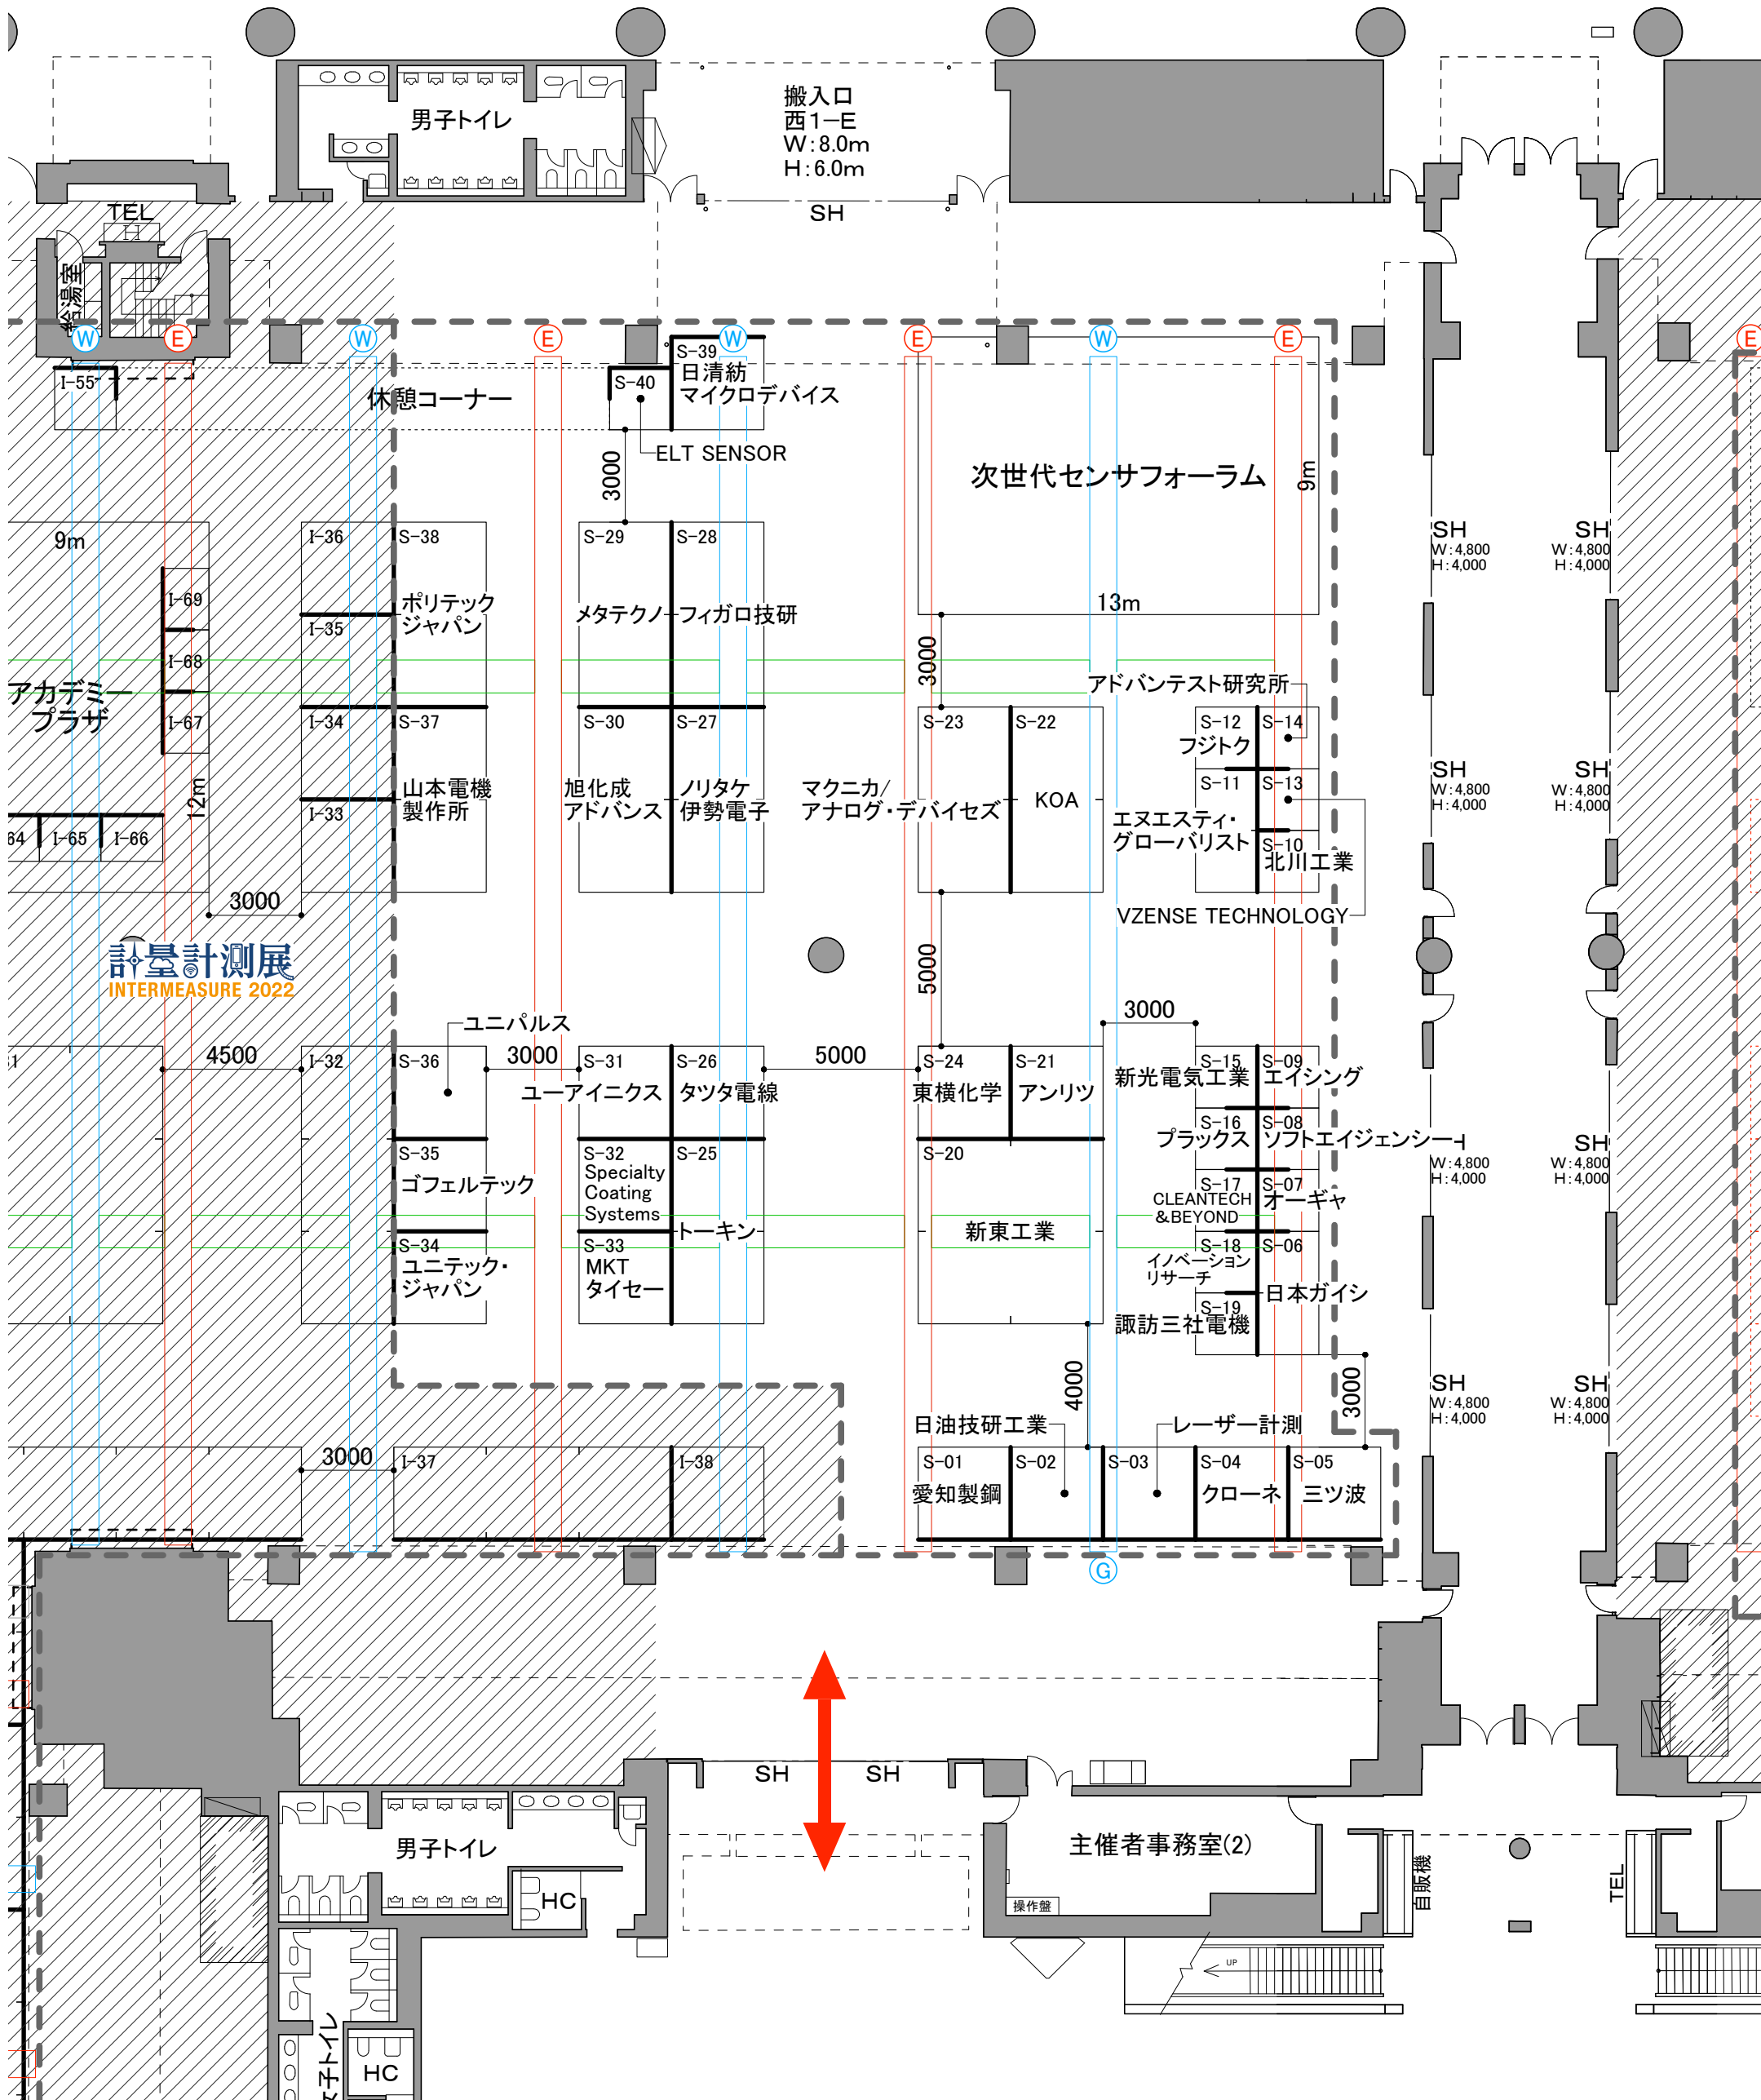 男子トイレ
搬入口
西1-E
W:8.0m
H:6.0m
SH
TEL
給湯室
W
E
W
E
W
E
W
E
E
I-55
休憩コーナー
S-40
S-39
日清紡
マイクロデバイス
ELT SENSOR
3000
次世代センサフォーラム
9m
13m
9m
I-36
S-38
ポリテック
ジャパン
I-35
S-29
メタテクノ
S-28
フィガロ技研
SH
W:4,800
H:4,000
SH
W:4,800
H:4,000
I-69
I-68
I-67
アカデミー
プラザ
12m
64
I-65
I-66
3000
I-34
S-37
山本電機
製作所
I-33
S-30
旭化成
アドバンス
S-27
ノリタケ
伊勢電子
3000
S-23
マクニカ/
アナログ・デバイセズ
S-22
KOA
アドバンテスト研究所
S-12
フジトク
S-14
S-11
エヌエスティ・
グローバリスト
S-13
S-10
北川工業
VZENSE TECHNOLOGY
SH
W:4,800
H:4,000
SH
W:4,800
H:4,000
計量計測展
INTERMEASURE 2022
5000
4500
I-32
S-36
ユニパルス
3000
S-31
ユーアイニクス
S-26
タツタ電線
5000
S-24
東横化学
S-21
アンリツ
3000
S-15
新光電気工業
S-09
エイシング
S-16
プラックス
S-08
ソフトエイジェンシー
H
W:4,800
H:4,000
SH
W:4,800
H:4,000
S-35
ゴフェルテック
S-32
Specialty
Coating
Systems
S-25
トーキン
S-20
新東工業
S-17
CLEANTECH
&BEYOND
S-07
オーギャ
S-34
ユニテック・
ジャパン
S-33
MKT
タイセー
S-18
イノベーション
リサーチ
S-06
日本ガイシ
S-19
諏訪三社電機
4000
3000
SH
W:4,800
H:4,000
SH
W:4,800
H:4,000
日油技研工業
レーザー計測
3000
I-37
I-38
S-01
愛知製鋼
S-02
S-03
S-04
クローネ
S-05
三ツ波
G
SH
SH
男子トイレ
HC
主催者事務室(2)
操作盤
自販機
TEL
UP
女子トイレ
HC